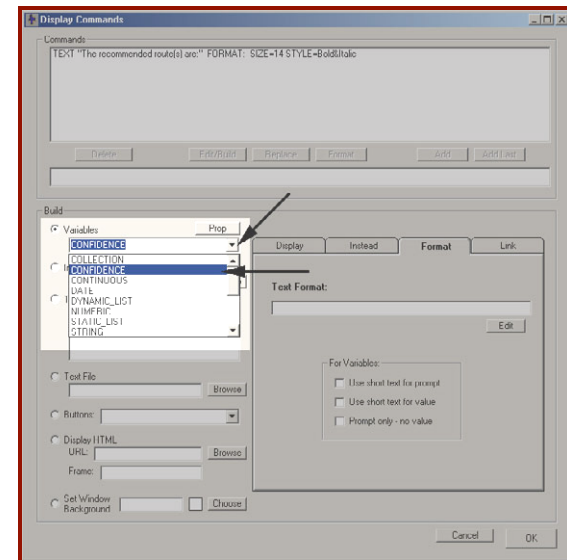 Display Commands
Commands
TEXT "The recommended route(s) are:" FORMAT: SIZE=14 STYLE=Bold&Italic
Delete Edit/Build Replace Format Add Add Last
Build
Variables Prop
CONFIDENCE
COLLECTION
CONFIDENCE
CONTINUOUS
DATE
DYNAMIC_LIST
NUMERIC
STATIC_LIST
STRING
Display Instead Format Link
Text Format:
Edit
For Variables:
Use short text for prompt
Use short text for value
Prompt only - no value
Text File
Browse
Buttons:
Display HTML
URL: Browse
Frame:
Set Window
Background Choose
Cancel OK